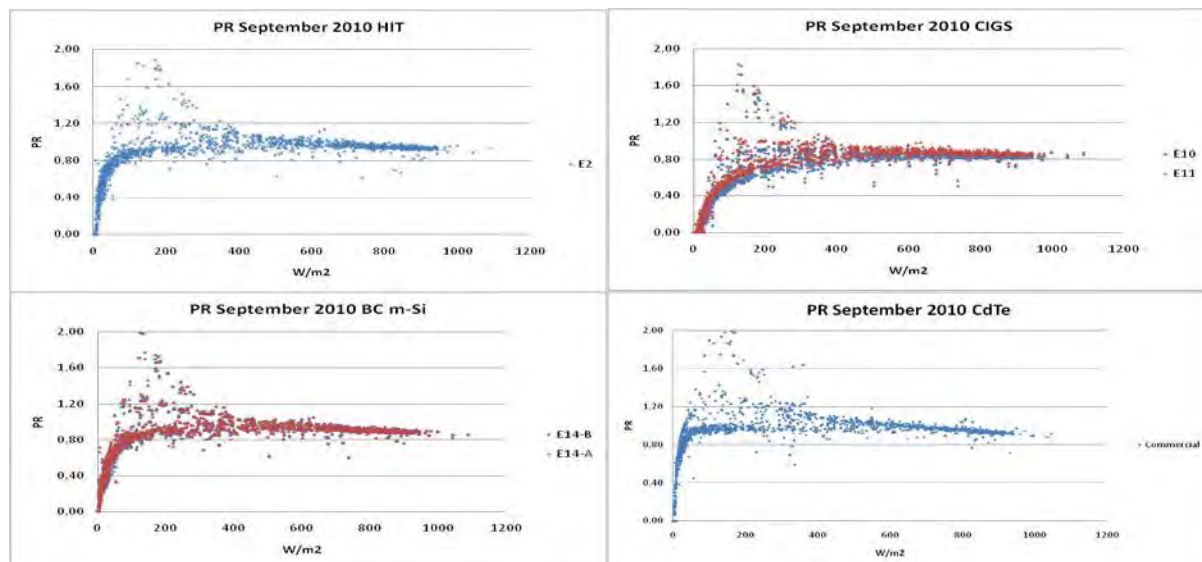 PR September 2010 HIT
2.00
1.60
1.20
0.80
0.40
0.00
PR
0 200 400 600 800 1000 1200
W/m2
E2
PR September 2010 CIGS
2.00
1.60
1.20
0.80
0.40
0.00
PR
0 200 400 600 800 1000 1200
W/m2
E10
E11
PR September 2010 BC m-Si
2.00
1.60
1.20
0.80
0.40
0.00
PR
0 200 400 600 800 1000 1200
W/m2
E14-B
E14-A
PR September 2010 CdTe
2.00
1.60
1.20
0.80
0.40
0.00
PR
0 200 400 600 800 1000 1200
W/m2
Commercial